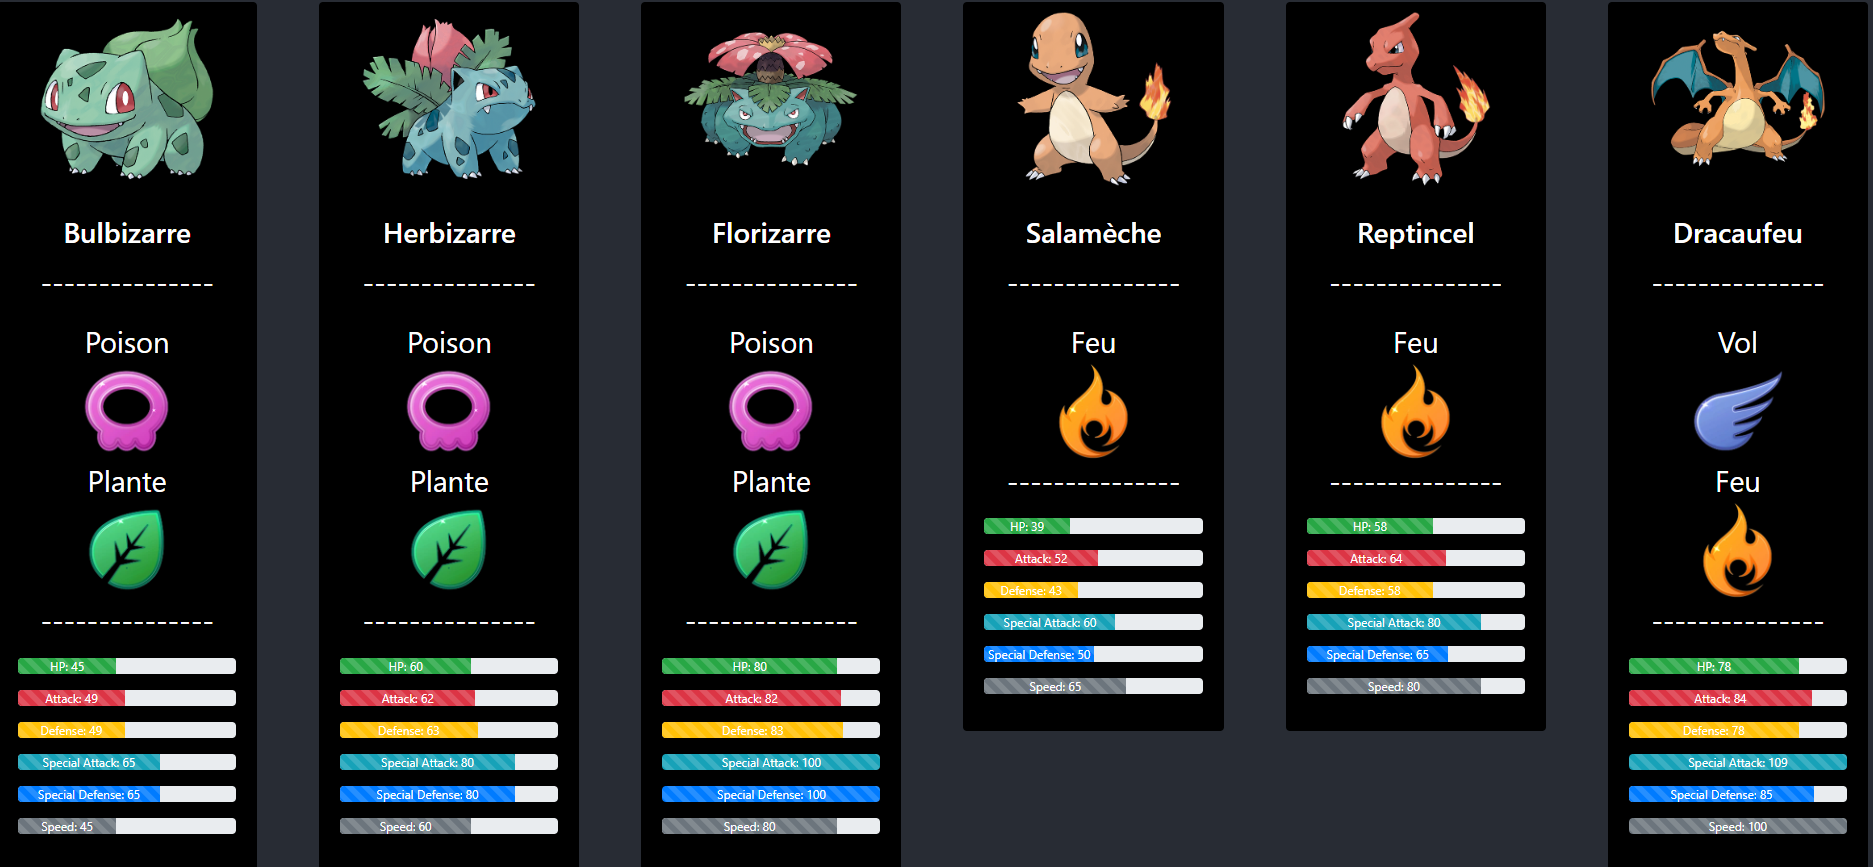 Bulbizarre
---------------
Poison
Plante
---------------
HP: 45
Attack: 49
Defense: 49
Special Attack: 65
Special Defense: 65
Speed: 45
Herbizarre
---------------
Poison
Plante
---------------
HP: 60
Attack: 62
Defense: 63
Special Attack: 80
Special Defense: 80
Speed: 60
Florizarre
---------------
Poison
Plante
---------------
HP: 80
Attack: 82
Defense: 83
Special Attack: 100
Special Defense: 100
Speed: 80
Salamèche
---------------
Feu
---------------
HP: 39
Attack: 52
Defense: 43
Special Attack: 60
Special Defense: 50
Speed: 65
Reptincel
---------------
Feu
---------------
HP: 58
Attack: 64
Defense: 58
Special Attack: 80
Special Defense: 65
Speed: 80
Dracaufeu
---------------
Vol
Feu
---------------
HP: 78
Attack: 84
Defense: 78
Special Attack: 109
Special Defense: 85
Speed: 100